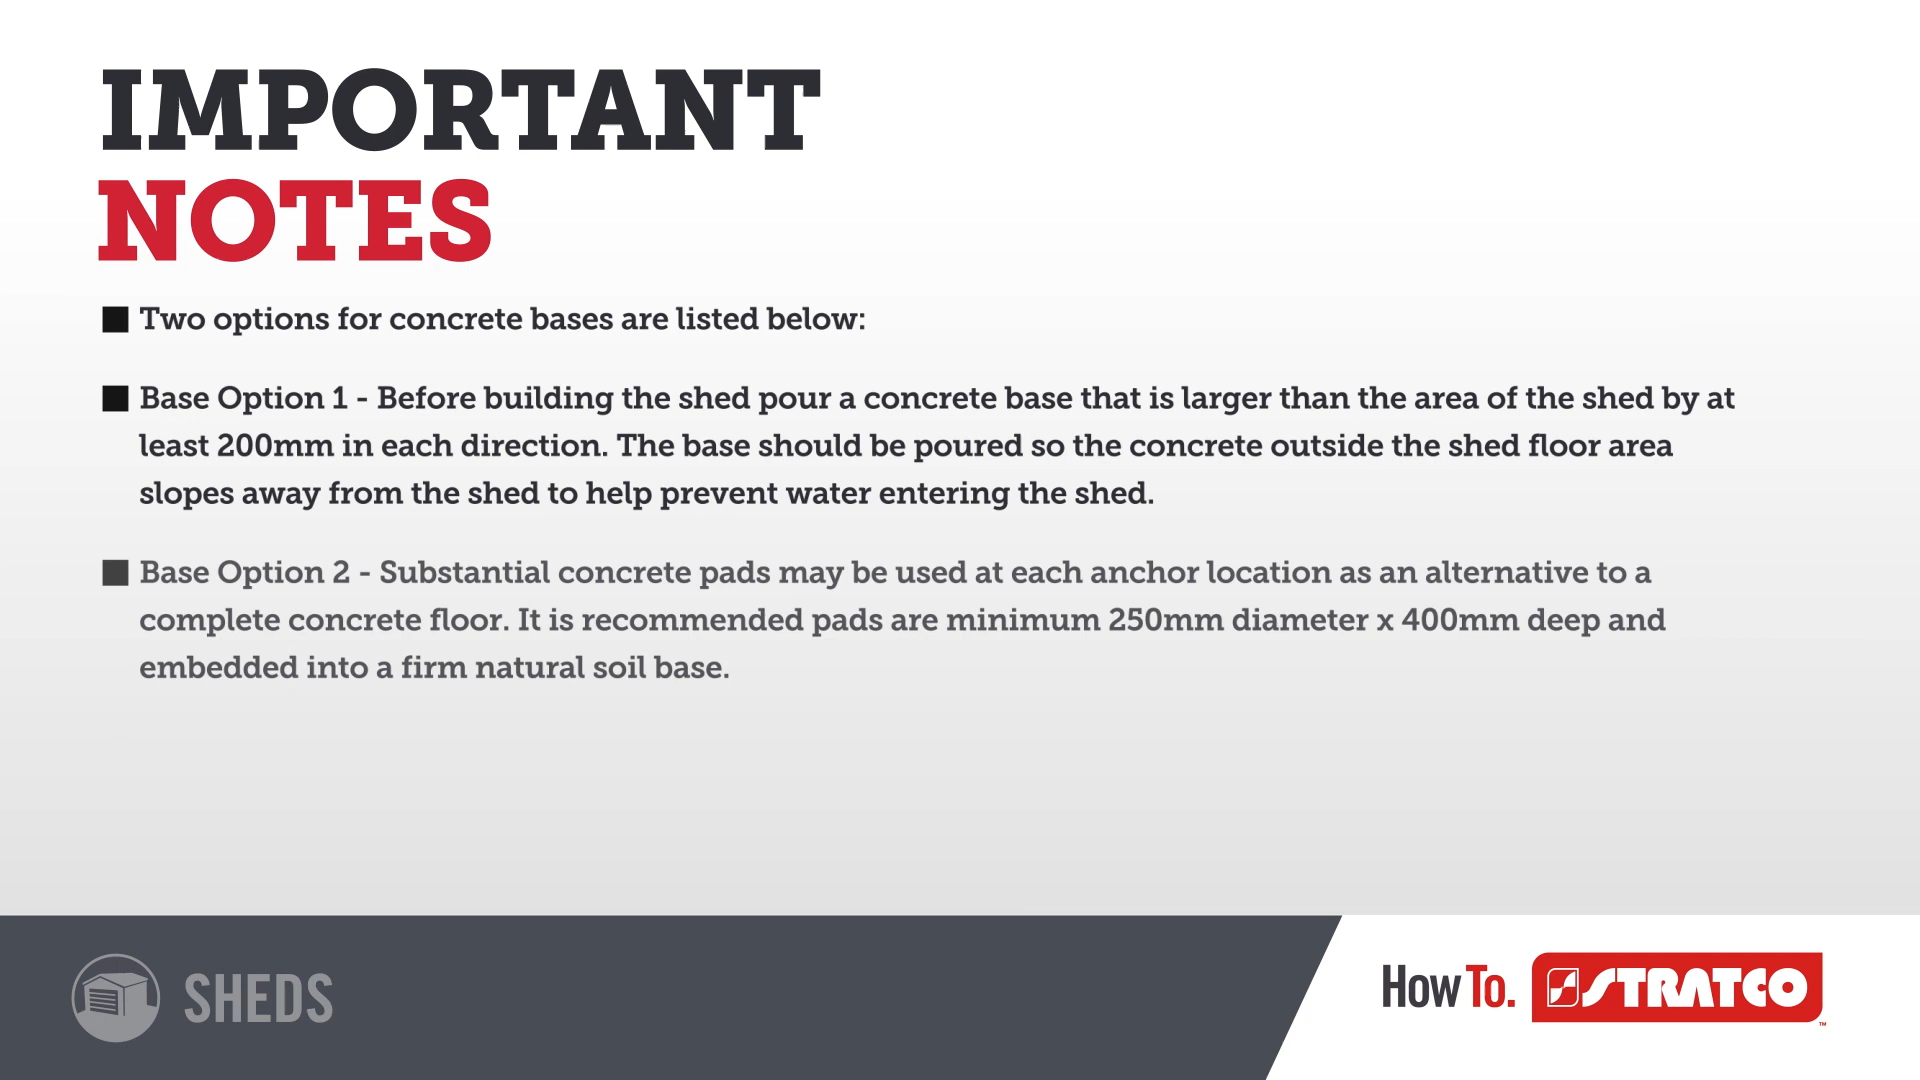 IMPORTANT
NOTES
Two options for concrete bases are listed below:
Base Option 1 - Before building the shed pour a concrete base that is larger than the area of the shed by at
least 200mm in each direction. The base should be poured so the concrete outside the shed floor area
slopes away from the shed to help prevent water entering the shed.
Base Option 2 - Substantial concrete pads may be used at each anchor location as an alternative to a
complete concrete floor. It is recommended pads are minimum 250mm diameter x 400mm deep and
embedded into a firm natural soil base.
SHEDS
How To. STRATCO ™